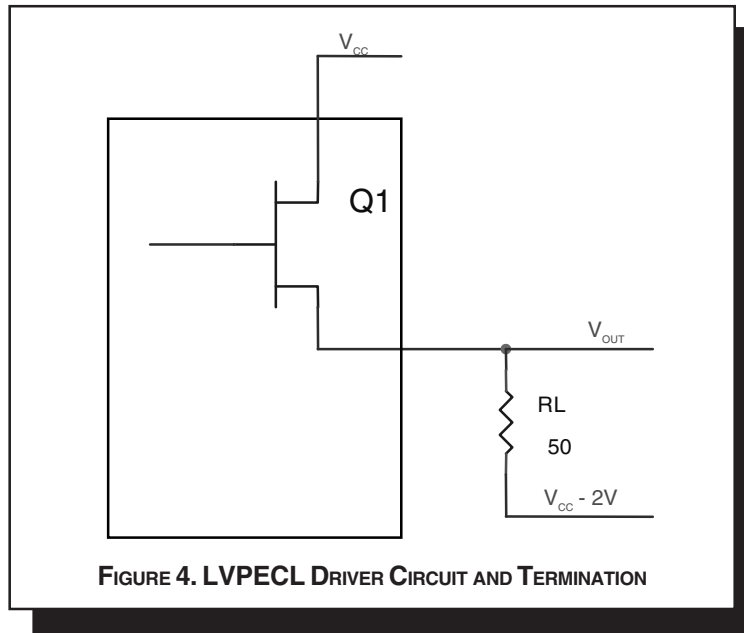 VCC
Q1
VOUT
RL
50
VCC - 2V
FIGURE 4. LVPECL DRIVER CIRCUIT AND TERMINATION